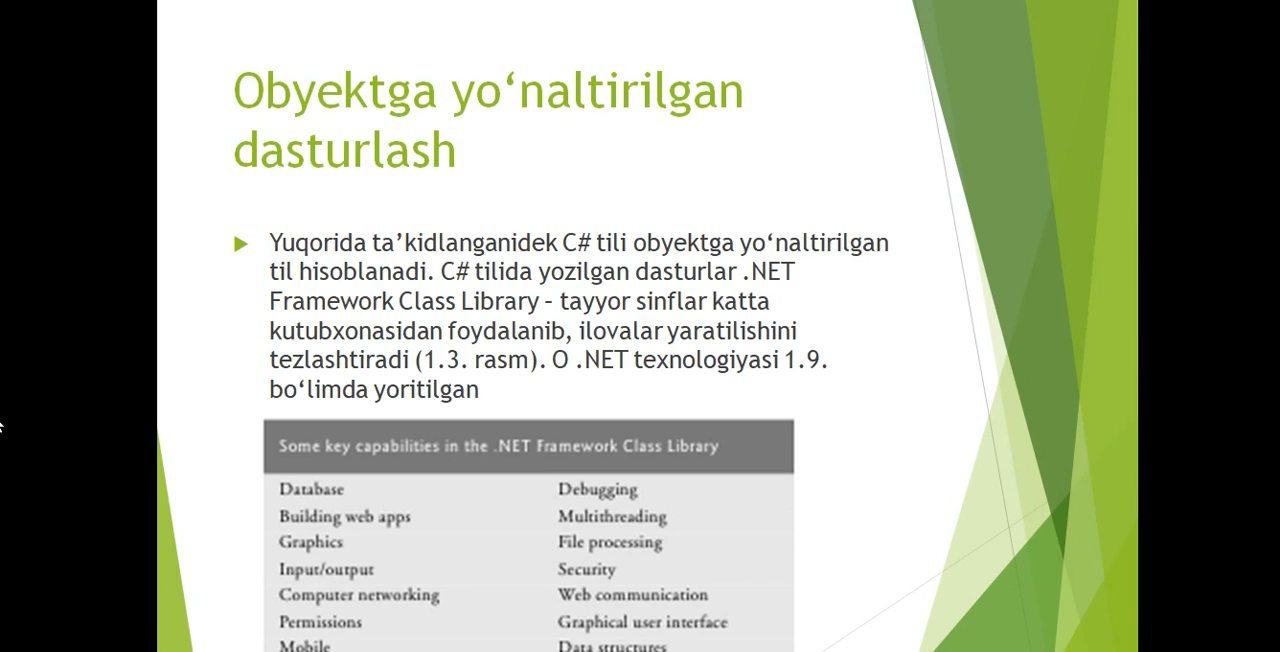 Obyektga yo‘naltirilgan
dasturlash
Yuqorida ta’kidlanganidek C# tili obyektga yo‘naltirilgan
til hisoblanadi. C# tilida yozilgan dasturlar .NET
Framework Class Library – tayyor sinflar katta
kutubxonasidan foydalanib, ilovalar yaratilishini
tezlashtiradi (1.3. rasm). O .NET texnologiyasi 1.9.
bo‘limda yoritilgan
Some key capabilities in the .NET Framework Class Library
Database Debugging
Building web apps Multithreading
Graphics File processing
Input/output Security
Computer networking Web communication
Permissions Graphical user interface
Mobile Data structures